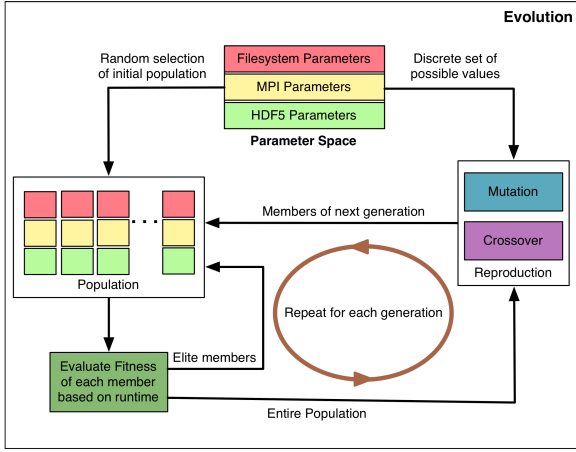 Evolution
Random selection
of initial population
Filesystem Parameters
MPI Parameters
HDF5 Parameters
Parameter Space
Discrete set of
possible values
Mutation
Crossover
Reproduction
Members of next generation
Population
Repeat for each generation
Evaluate Fitness
of each member
based on runtime
Elite members
Entire Population